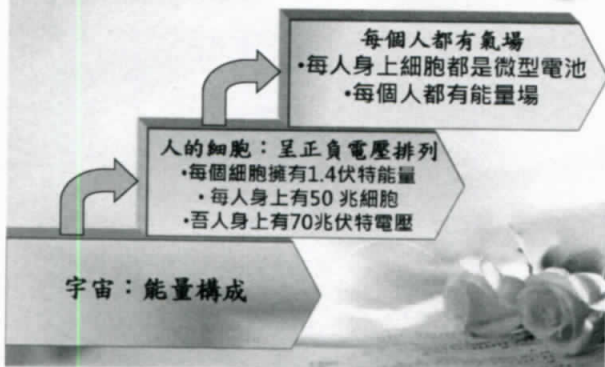 每個人都有氣場
•每人身上細胞都是微型電池
•每個人都有能量場
人的細胞：呈正負電壓排列
•每個細胞擁有1.4伏特能量
•每人身上有50 兆細胞
•吾人身上有70兆伏特電壓
宇宙：能量構成